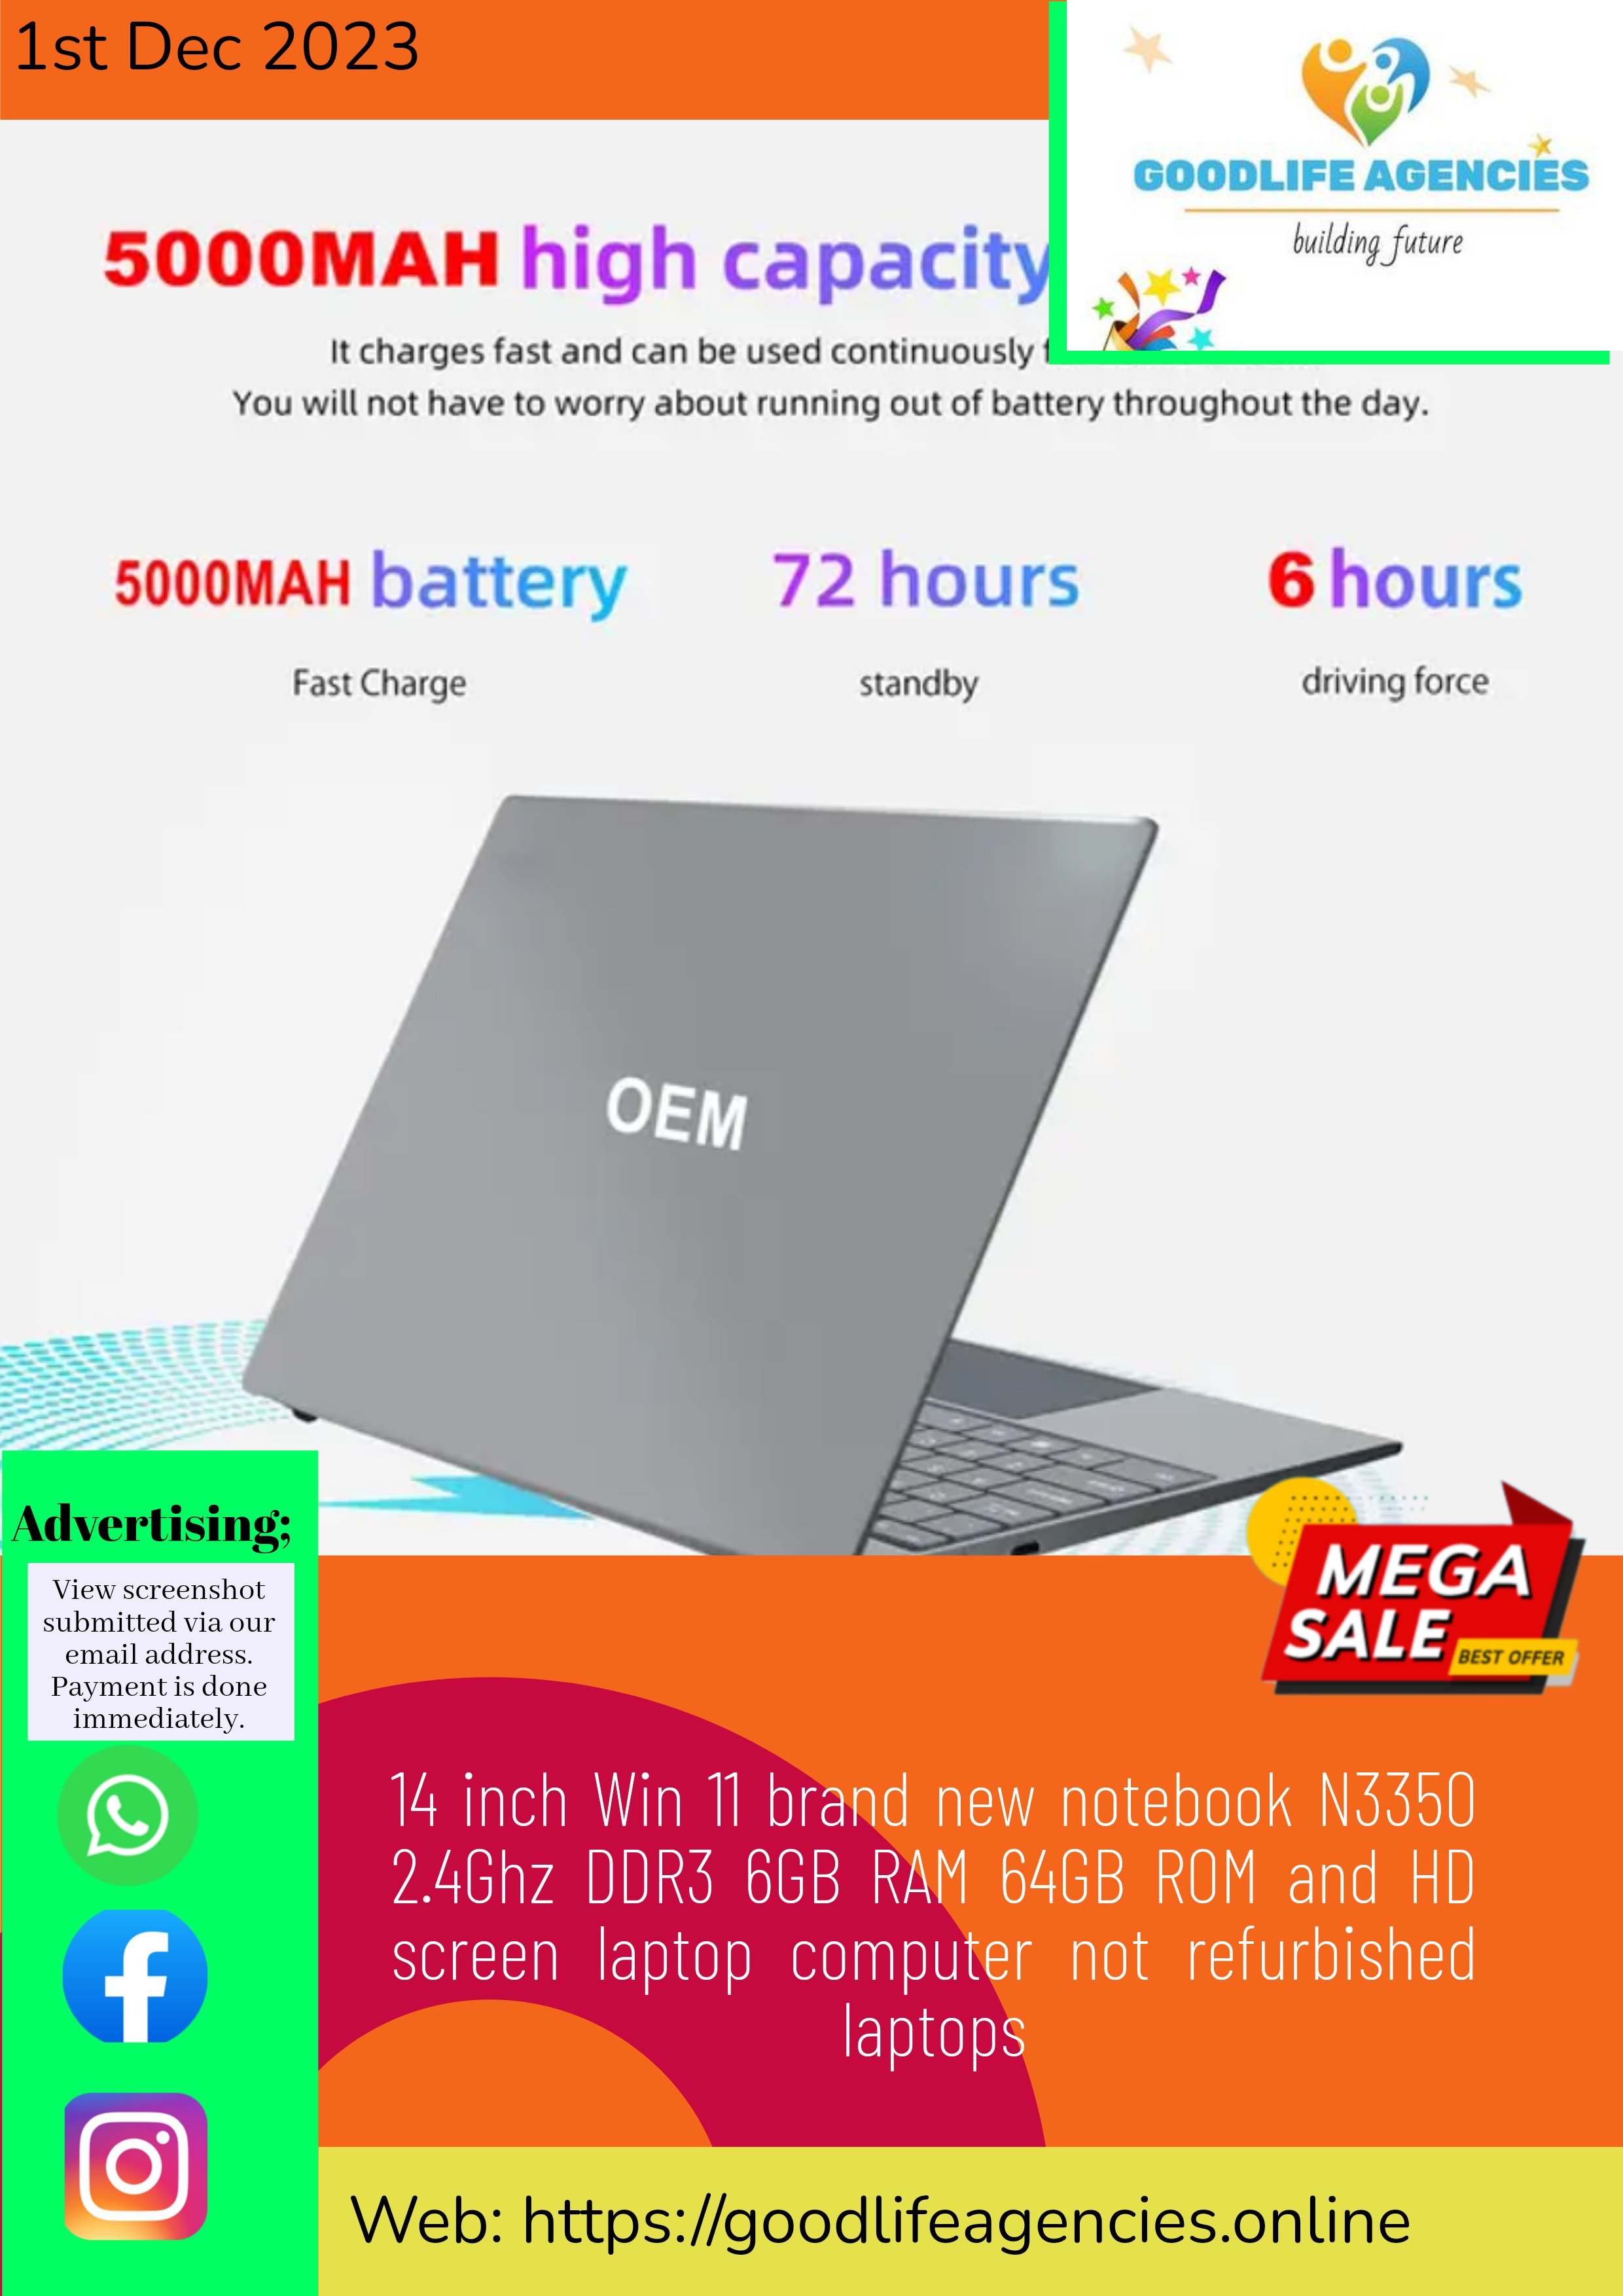 1st Dec 2023
GOODLIFE AGENCIES
building future
5000MAH high capacity
It charges fast and can be used continuously
You will not have to worry about running out of battery throughout the day.
5000MAH battery
Fast Charge
72 hours
standby
6 hours
driving force
OEM
Advertising;
View screenshot
submitted via our
email address.
Payment is done
immediately.
MEGA
SALE
BEST OFFER
14 inch Win 11 brand new notebook N3350
2.4Ghz DDR3 6GB RAM 64GB ROM and HD
screen laptop computer not refurbished
laptops
Web: https://goodlifeagencies.online